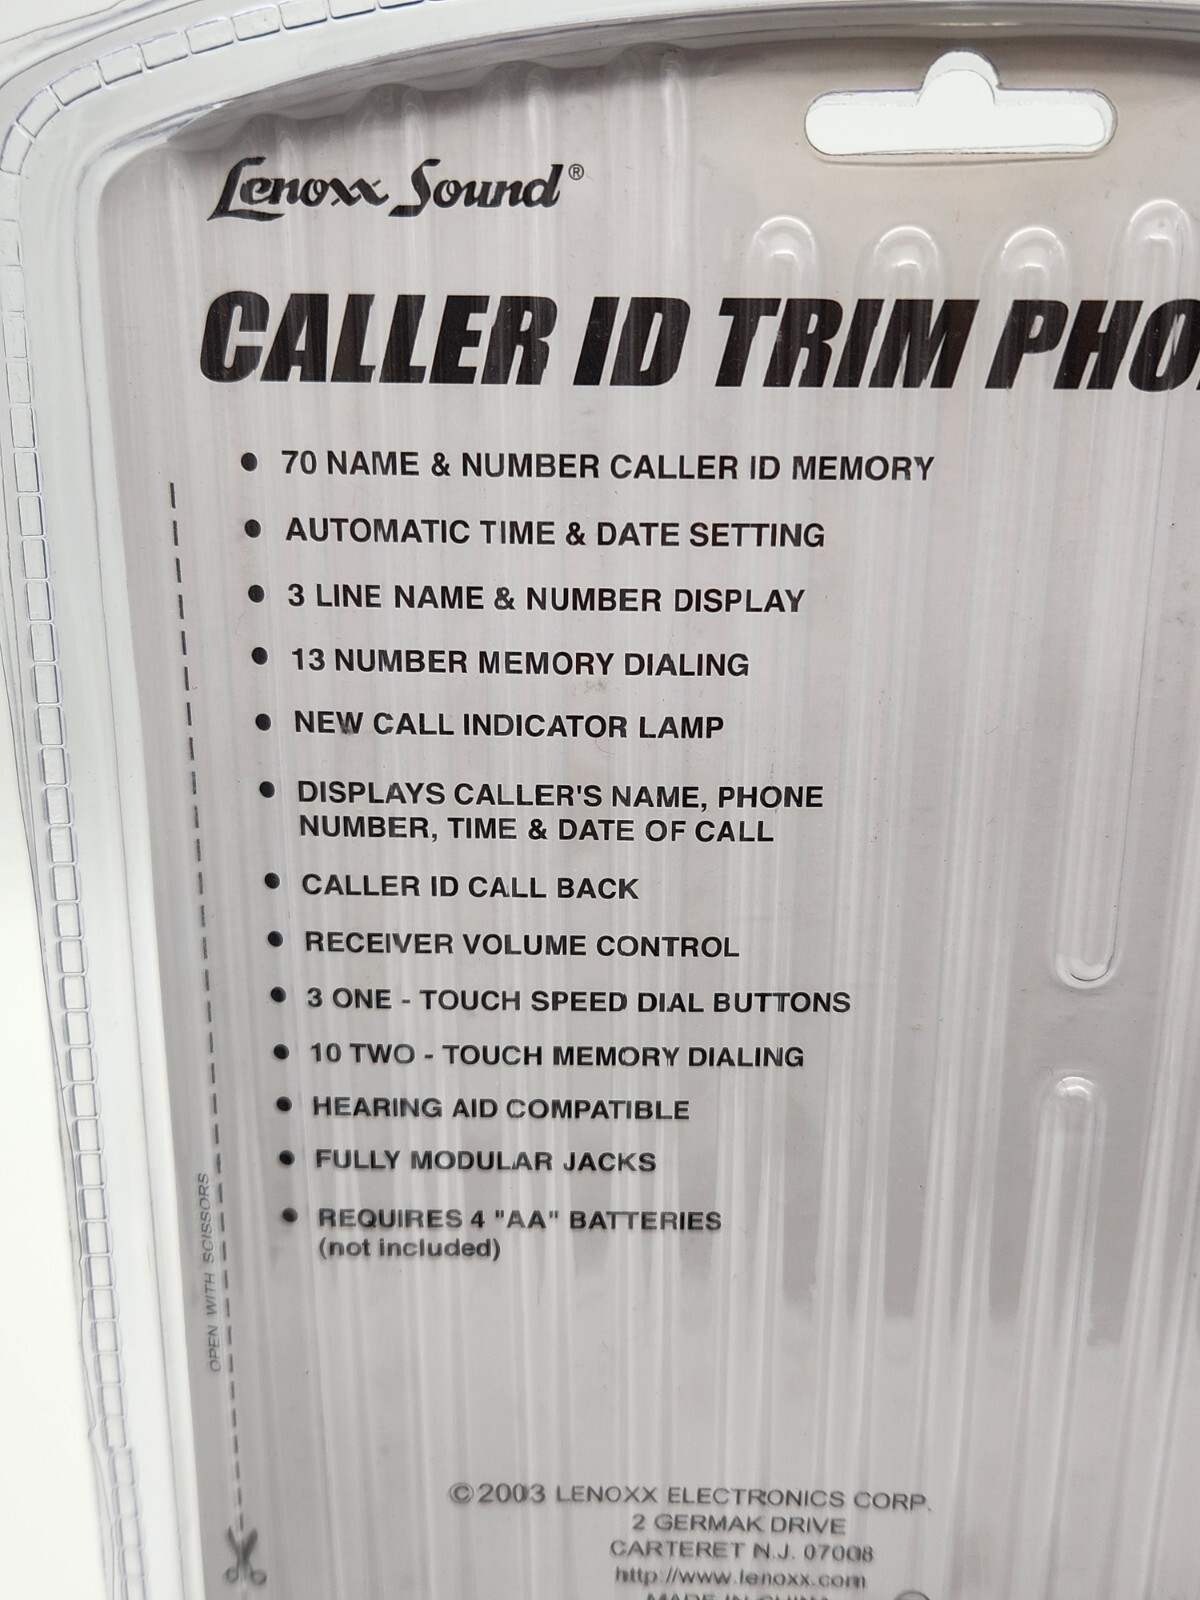 Lenoxx Sound®
CALLER ID TRIM PHO
• 70 NAME & NUMBER CALLER ID MEMORY
• AUTOMATIC TIME & DATE SETTING
• 3 LINE NAME & NUMBER DISPLAY
• 13 NUMBER MEMORY DIALING
• NEW CALL INDICATOR LAMP
• DISPLAYS CALLER'S NAME, PHONE
NUMBER, TIME & DATE OF CALL
• CALLER ID CALL BACK
• RECEIVER VOLUME CONTROL
• 3 ONE - TOUCH SPEED DIAL BUTTONS
• 10 TWO - TOUCH MEMORY DIALING
• HEARING AID COMPATIBLE
• FULLY MODULAR JACKS
• REQUIRES 4 "AA" BATTERIES
(not included)
OPEN WITH SCISSORS
©2003 LENOXX ELECTRONICS CORP.
2 GERMAK DRIVE
CARTERET N.J. 07008
http://www.lenoxx.com
MADE IN CHINA